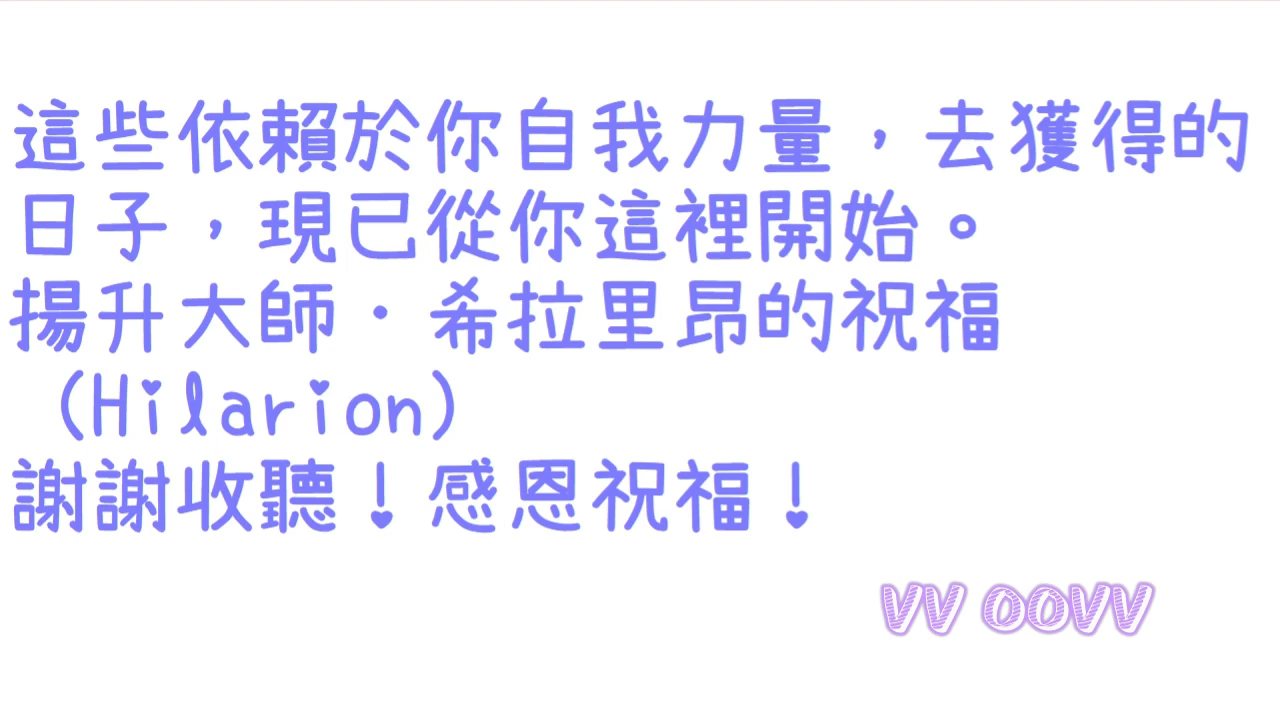 這些依賴於你自我力量，去獲得的
日子，現已從你這裡開始。
揚升大師．希拉里昂的祝福
（Hilarion）
謝謝收聽！感恩祝福！
VV OOVV